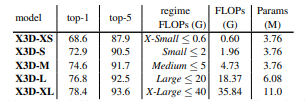 model top-1 top-5 regime FLOPs (G) FLOPs (G) Params (M)
X3D-XS 68.6 87.9 X-Small ≤ 0.6 0.60 3.76
X3D-S 72.9 90.5 Small ≤ 2 1.96 3.76
X3D-M 74.6 91.7 Medium ≤ 5 4.73 3.76
X3D-L 76.8 92.5 Large ≤ 20 18.37 6.08
X3D-XL 78.4 93.6 X-Large ≤ 40 35.84 11.0